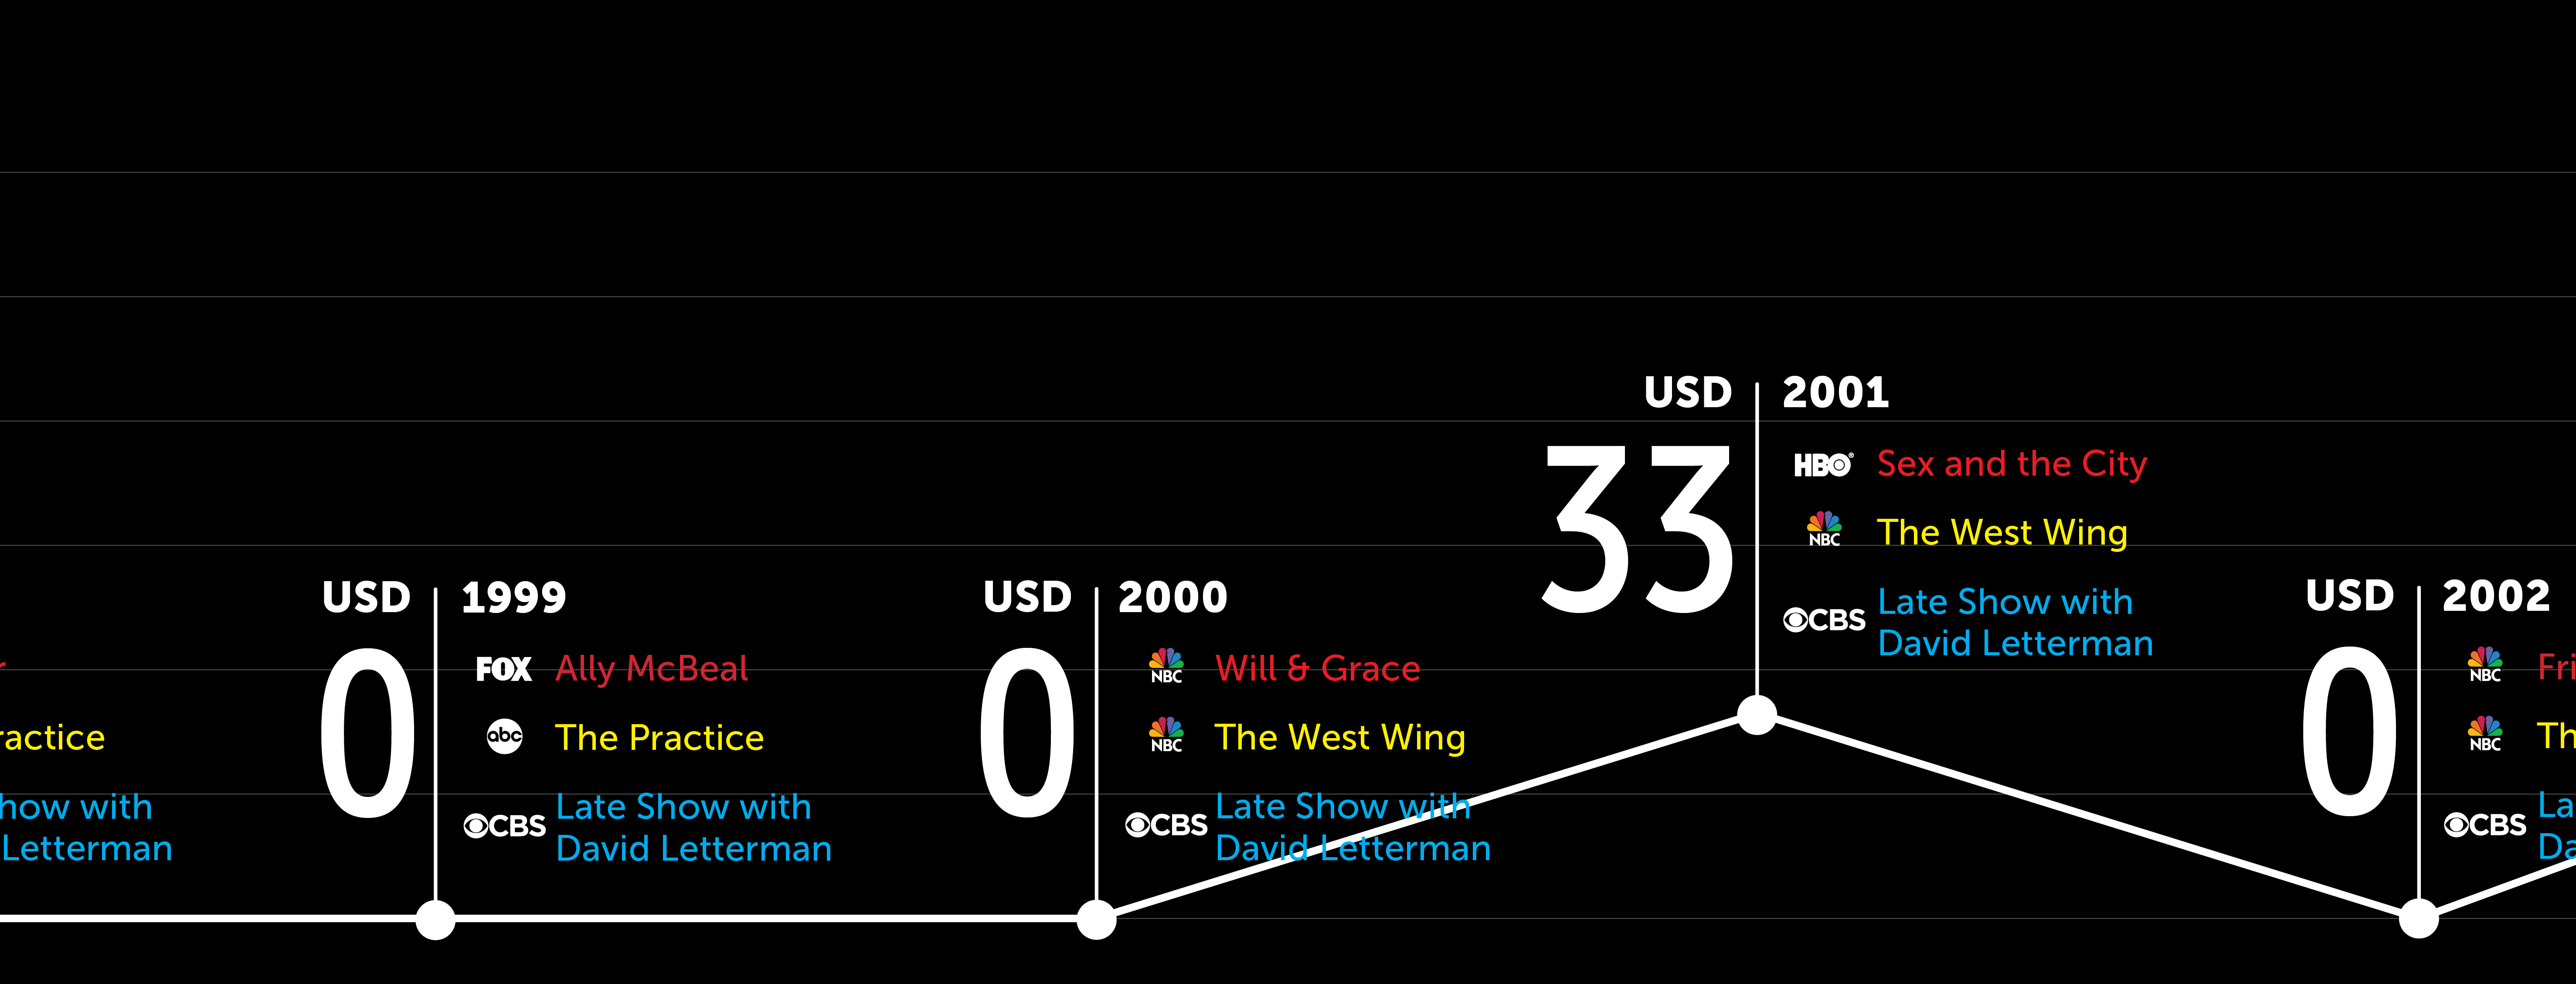 ractice
how with
Letterman
USD
1999
0
FOX
Ally McBeal
abc
The Practice
CBS
Late Show with
David Letterman
USD
2000
0
NBC
Will & Grace
NBC
The West Wing
CBS
Late Show with
David Letterman
USD
2001
33
HBO®
Sex and the City
NBC
The West Wing
CBS
Late Show with
David Letterman
USD
2002
0
NBC
Fri
NBC
Th
CBS
La
Da